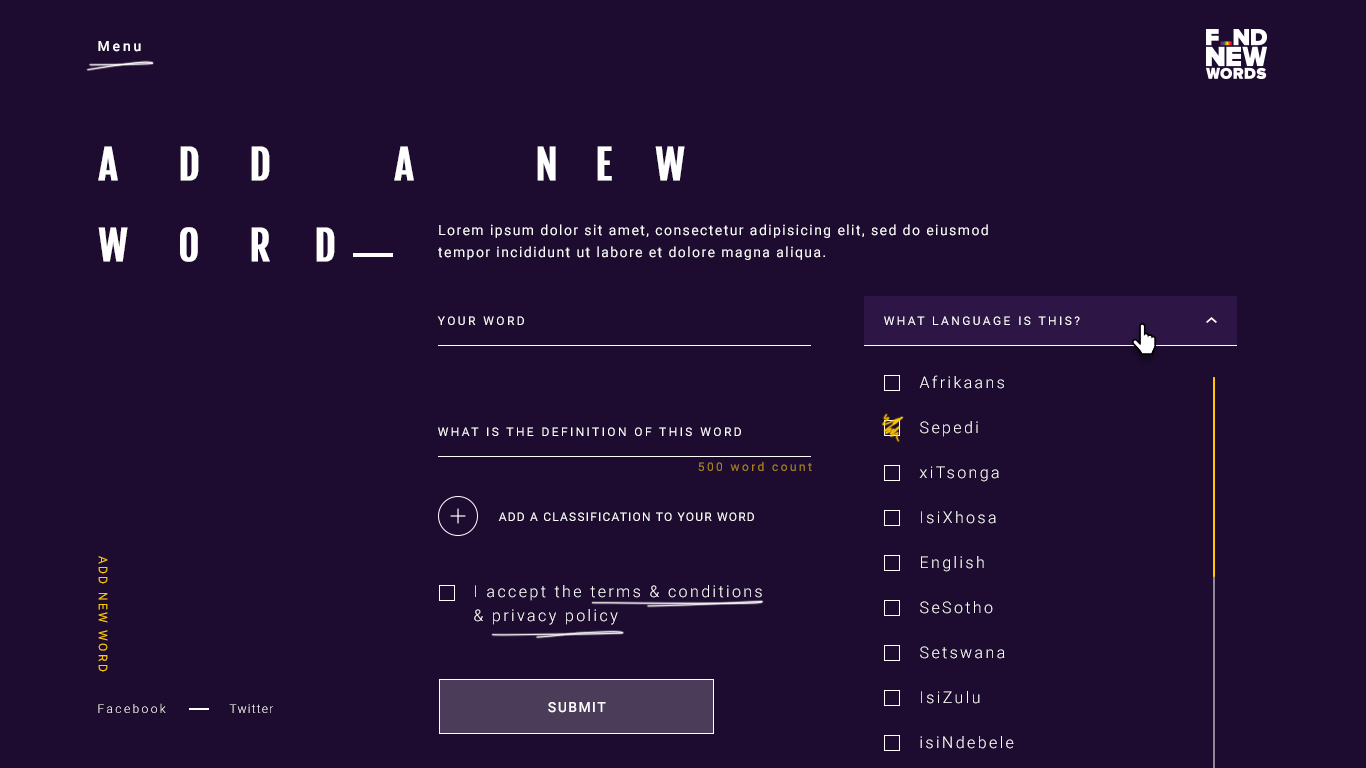 Menu
F ND
NEW
WORDS
ADD A NEW
WORD
Lorem ipsum dolor sit amet, consectetur adipisicing elit, sed do eiusmod
tempor incididunt ut labore et dolore magna aliqua.
YOUR WORD
WHAT IS THE DEFINITION OF THIS WORD
500 word count
ADD A CLASSIFICATION TO YOUR WORD
I accept the terms & conditions
& privacy policy
SUBMIT
WHAT LANGUAGE IS THIS?
Afrikaans
Sepedi
xiTsonga
IsiXhosa
English
SeSotho
Setswana
IsiZulu
isiNdebele
ADD NEW WORD
Facebook — Twitter